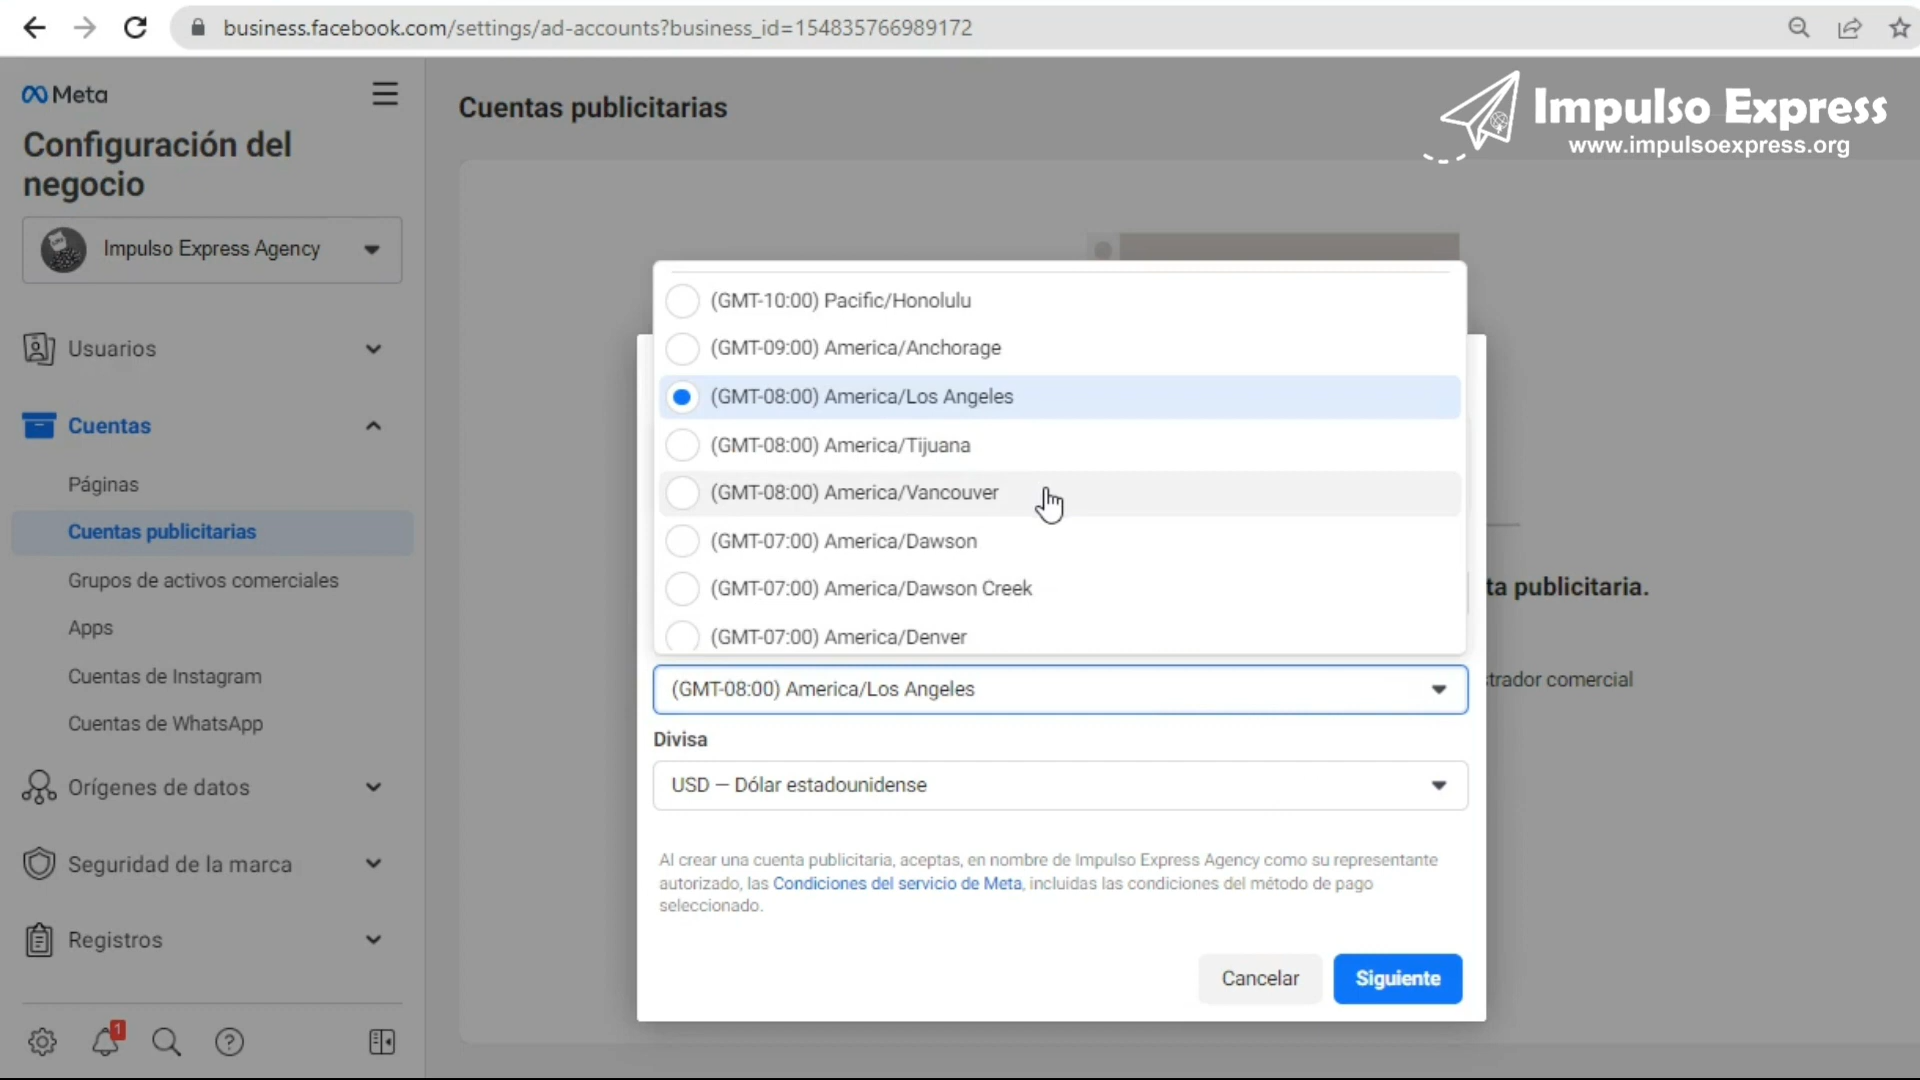 business.facebook.com/settings/ad-accounts?business_id=154835766989172
Meta
Configuración del
negocio
Impulso Express Agency
Usuarios
Cuentas
Páginas
Cuentas publicitarias
Grupos de activos comerciales
Apps
Cuentas de Instagram
Cuentas de WhatsApp
Orígenes de datos
Seguridad de la marca
Registros
1
Cuentas publicitarias
Impulso Express
www.impulsoexpress.org
(GMT-10:00) Pacific/Honolulu
(GMT-09:00) America/Anchorage
(GMT-08:00) America/Los Angeles
(GMT-08:00) America/Tijuana
(GMT-08:00) America/Vancouver
(GMT-07:00) America/Dawson
(GMT-07:00) America/Dawson Creek
(GMT-07:00) America/Denver
ta publicitaria.
(GMT-08:00) America/Los Angeles
strador comercial
Divisa
USD — Dólar estadounidense
Al crear una cuenta publicitaria, aceptas, en nombre de Impulso Express Agency como su representante
autorizado, las Condiciones del servicio de Meta, incluidas las condiciones del método de pago
seleccionado.
Cancelar
Siguiente